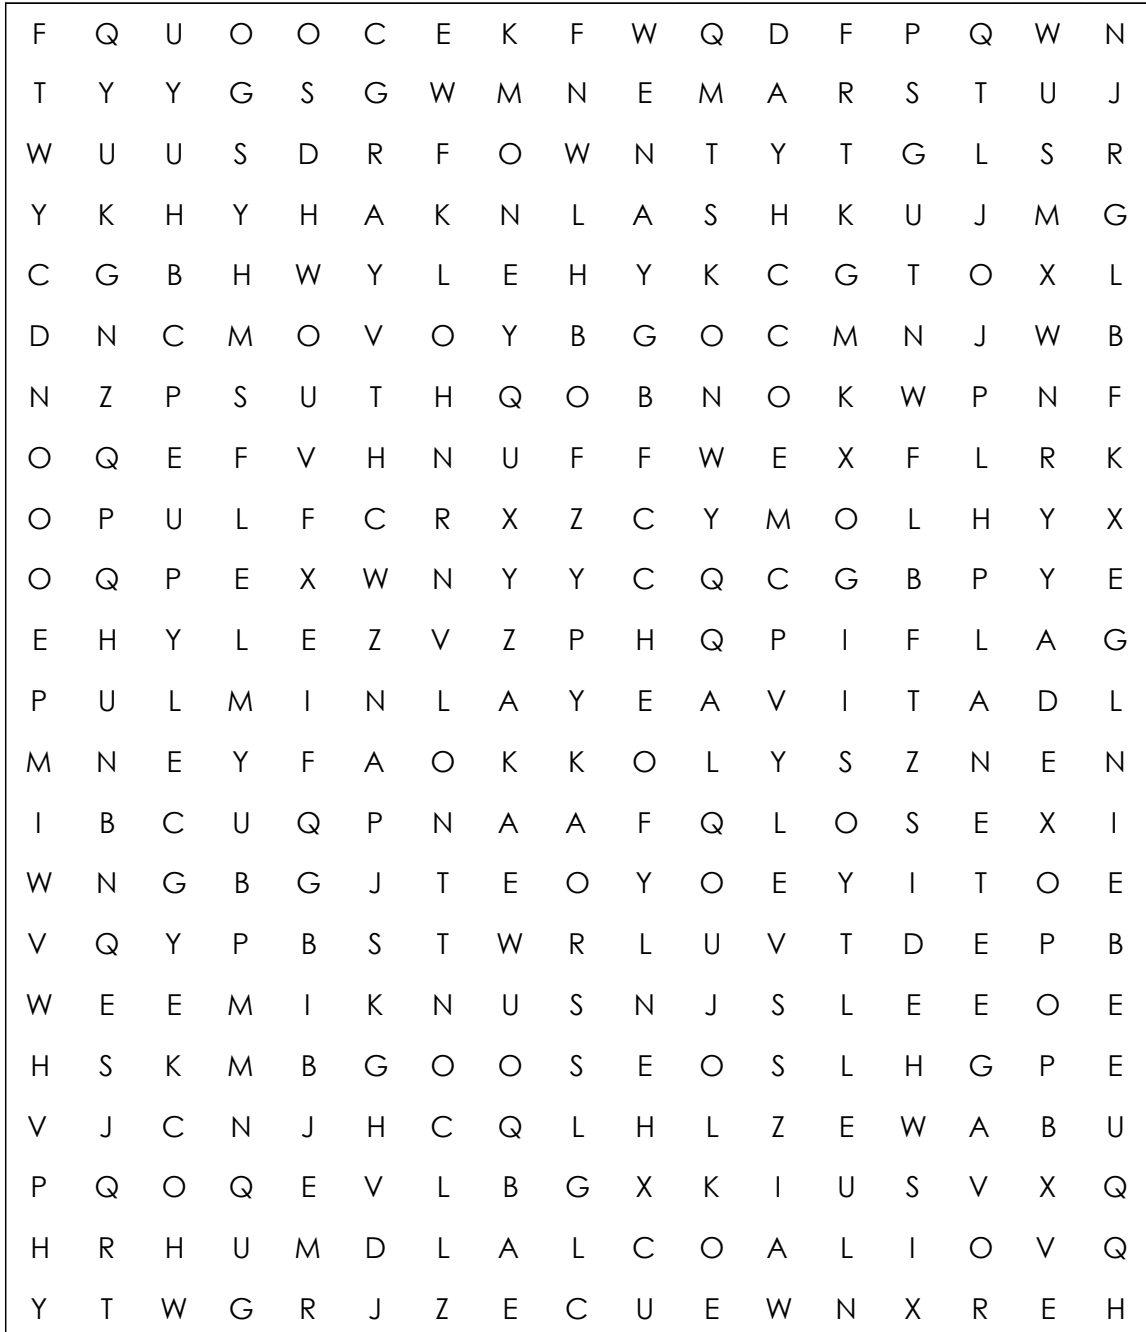 F Q U O O C E K F W Q D F P Q W N
T Y Y G S G W M N E M A R S T U J
W U U S D R F O W N T Y T G L S R
Y K H Y H A K N L A S H K U J M G
C G B H W Y L E H Y K C G T O X L
D N C M O V O Y B G O C M N J W B
N Z P S U T H Q O B N O K W P N F
O Q E F V H N U F F W E X F L R K
O P U L F C R X Z C Y M O L H Y X
O Q P E X W N Y Y C Q C G B P Y E
E H Y L E Z V Z P H Q P I F L A G
P U L M I N L A Y E A V I T A D L
M N E Y F A O K K O L Y S Z N E N
I B C U Q P N A A F Q L O S E X I
W N G B G J T E O Y O E Y I T O E
V Q Y P B S T W R L U V T D E P B
W E E M I K N U S N J S L E E O E
H S K M B G O O S E O S L H G P E
V J C N J H C Q L H L Z E W A B U
P Q O Q E V L B G X K I U S V X Q
H R H U M D L A L C O A L I O V Q
Y T W G R J Z E C U E W N X R E H